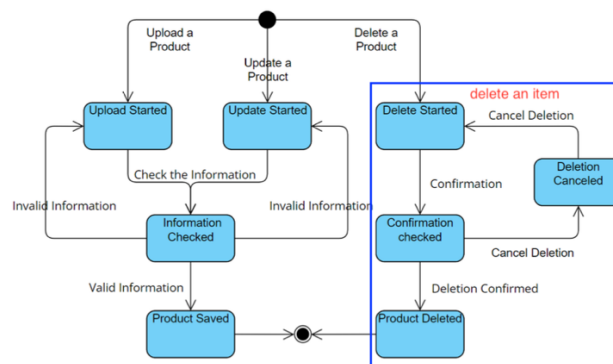 Upload a
Product
Update a
Product
Delete a
Product
delete an item
Upload Started
Update Started
Delete Started
Cancel Deletion
Check the Information
Confirmation
Deletion
Canceled
Invalid Information
Invalid Information
Information
Checked
Confirmation
checked
Cancel Deletion
Valid Information
Deletion Confirmed
Product Saved
Product Deleted